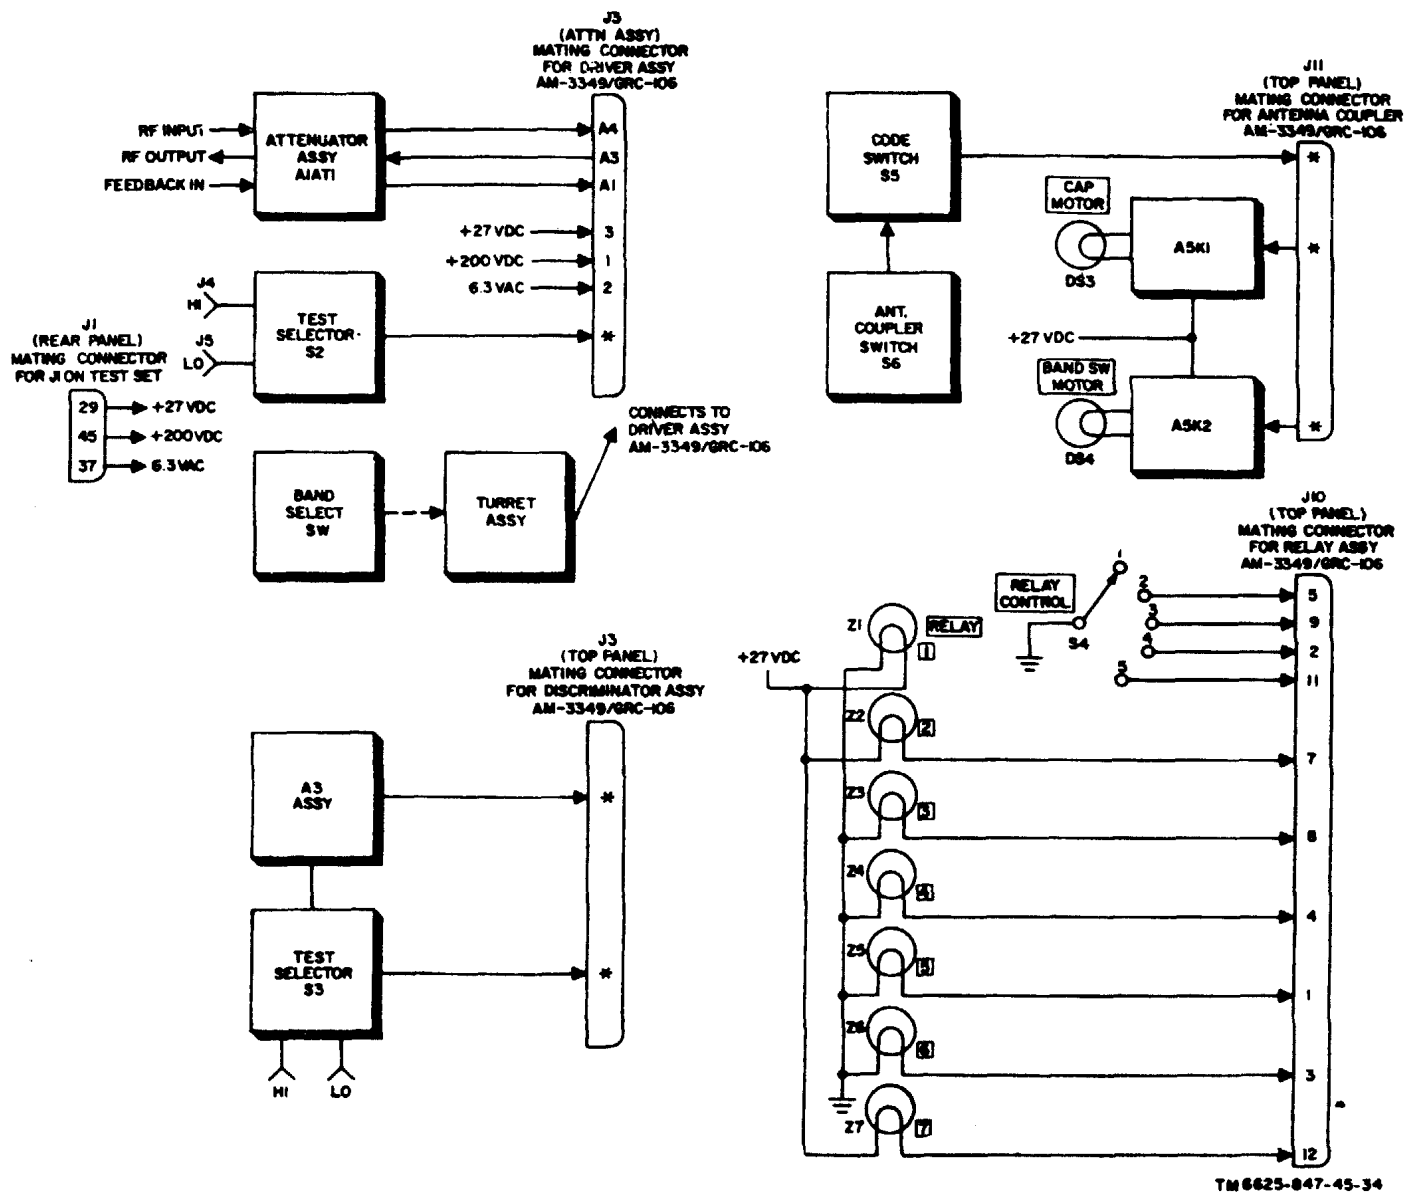 J3
(ATTN ASSY)
MATING CONNECTOR
FOR DRIVER ASSY
AM-3349/GRC-106
RF INPUT
RF OUTPUT
FEEDBACK IN
ATTENUATOR
ASSY
A1AT1
A4
A3
A1
+27 VDC
3
+200 VDC
1
6.3 VAC
2
*
J4
HI
J5
LO
TEST
SELECTOR
S2
J1
(REAR PANEL)
MATING CONNECTOR
FOR J1 ON TEST SET
29
+27 VDC
45
+200 VDC
37
6.3 VAC
BAND
SELECT
SW
TURRET
ASSY
CONNECTS TO
DRIVER ASSY
AM-3349/GRC-106
J3
(TOP PANEL)
MATING CONNECTOR
FOR DISCRIMINATOR ASSY
AM-3349/GRC-106
A3
ASSY
*
TEST
SELECTOR
S3
*
HI
LO
J11
(TOP PANEL)
MATING CONNECTOR
FOR ANTENNA COUPLER
AM-3349/GRC-106
CODE
SWITCH
S5
*
ANT.
COUPLER
SWITCH
S6
CAP
MOTOR
DS3
A5K1
*
+27 VDC
BAND SW
MOTOR
DS4
A5K2
*
J10
(TOP PANEL)
MATING CONNECTOR
FOR RELAY ASSY
AM-3349/GRC-106
RELAY
CONTROL
S4
1
2
5
3
9
4
2
5
11
+27 VDC
Z1
RELAY
1
Z2
2
7
Z3
3
8
Z4
4
4
Z5
5
1
Z6
6
3
Z7
7
12
TM6625-847-45-34